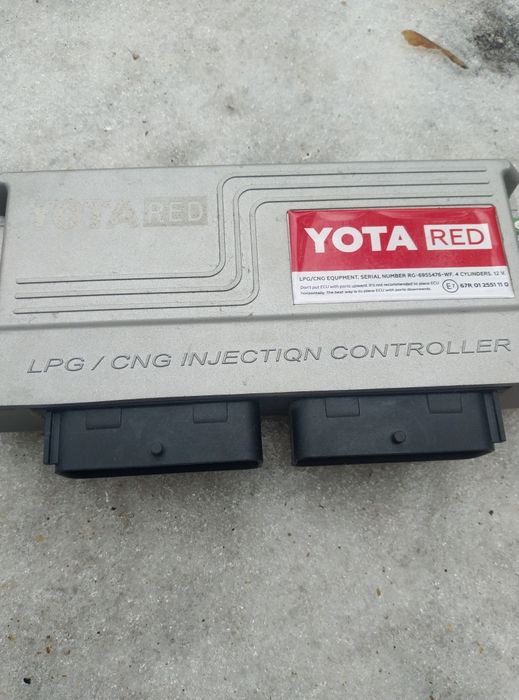 YOTA RED
YOTA RED
LPG/CNG EQUPMENT. SERIAL NUMBER RG-6955476-WF. 4 CYLINDERS. 12 V.
Don't put ECU with ports upward. It's not recommended to place ECU
horizontally. The best way is to place ECU with ports downwards.
E7 67R 01 2551 11 0
LPG / CNG INJECTIQN CONTROLLER